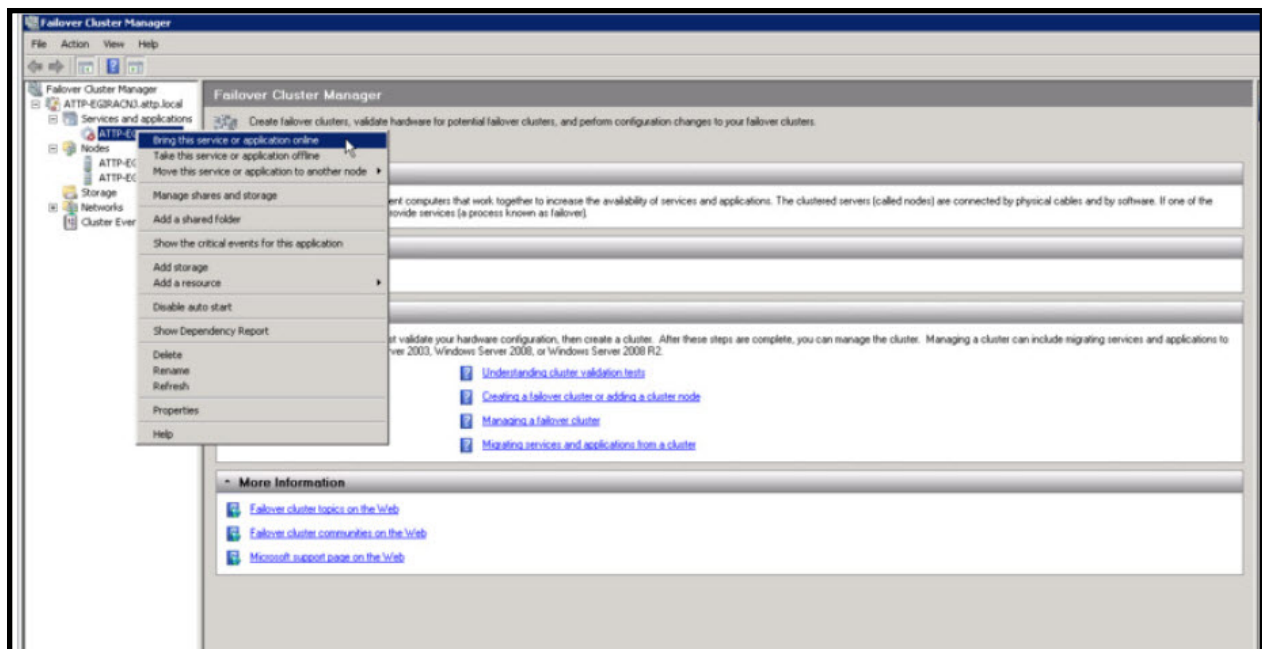 Failover Cluster Manager
File Action View Help
Failover Cluster Manager
ATTP-EGIRACN3.attp.local
Services and applications
ATTP-EG
Nodes
ATTP-EG
ATTP-EG
Storage
Networks
Cluster Ever
Bring this service or application online
Take this service or application offline
Move this service or application to another node
Manage shares and storage
Add a shared folder
Show the critical events for this application
Add storage
Add a resource
Disable auto start
Show Dependency Report
Delete
Rename
Refresh
Properties
Help
Failover Cluster Manager
Create failover clusters, validate hardware for potential failover clusters, and perform configuration changes to your failover clusters.
ent computers that work together to increase the availability of services and applications. The clustered servers (called nodes) are connected by physical cables and by software. If one of the
rovide services (a process known as failover).
st validate your hardware configuration, then create a cluster. After these steps are complete, you can manage the cluster. Managing a cluster can include migrating services and applications to
ver 2003, Windows Server 2008, or Windows Server 2008 R2.
Understanding cluster validation tests
Creating a failover cluster or adding a cluster node
Managing a failover cluster
Migrating services and applications from a cluster
More Information
Failover cluster topics on the Web
Failover cluster communities on the Web
Microsoft support page on the Web